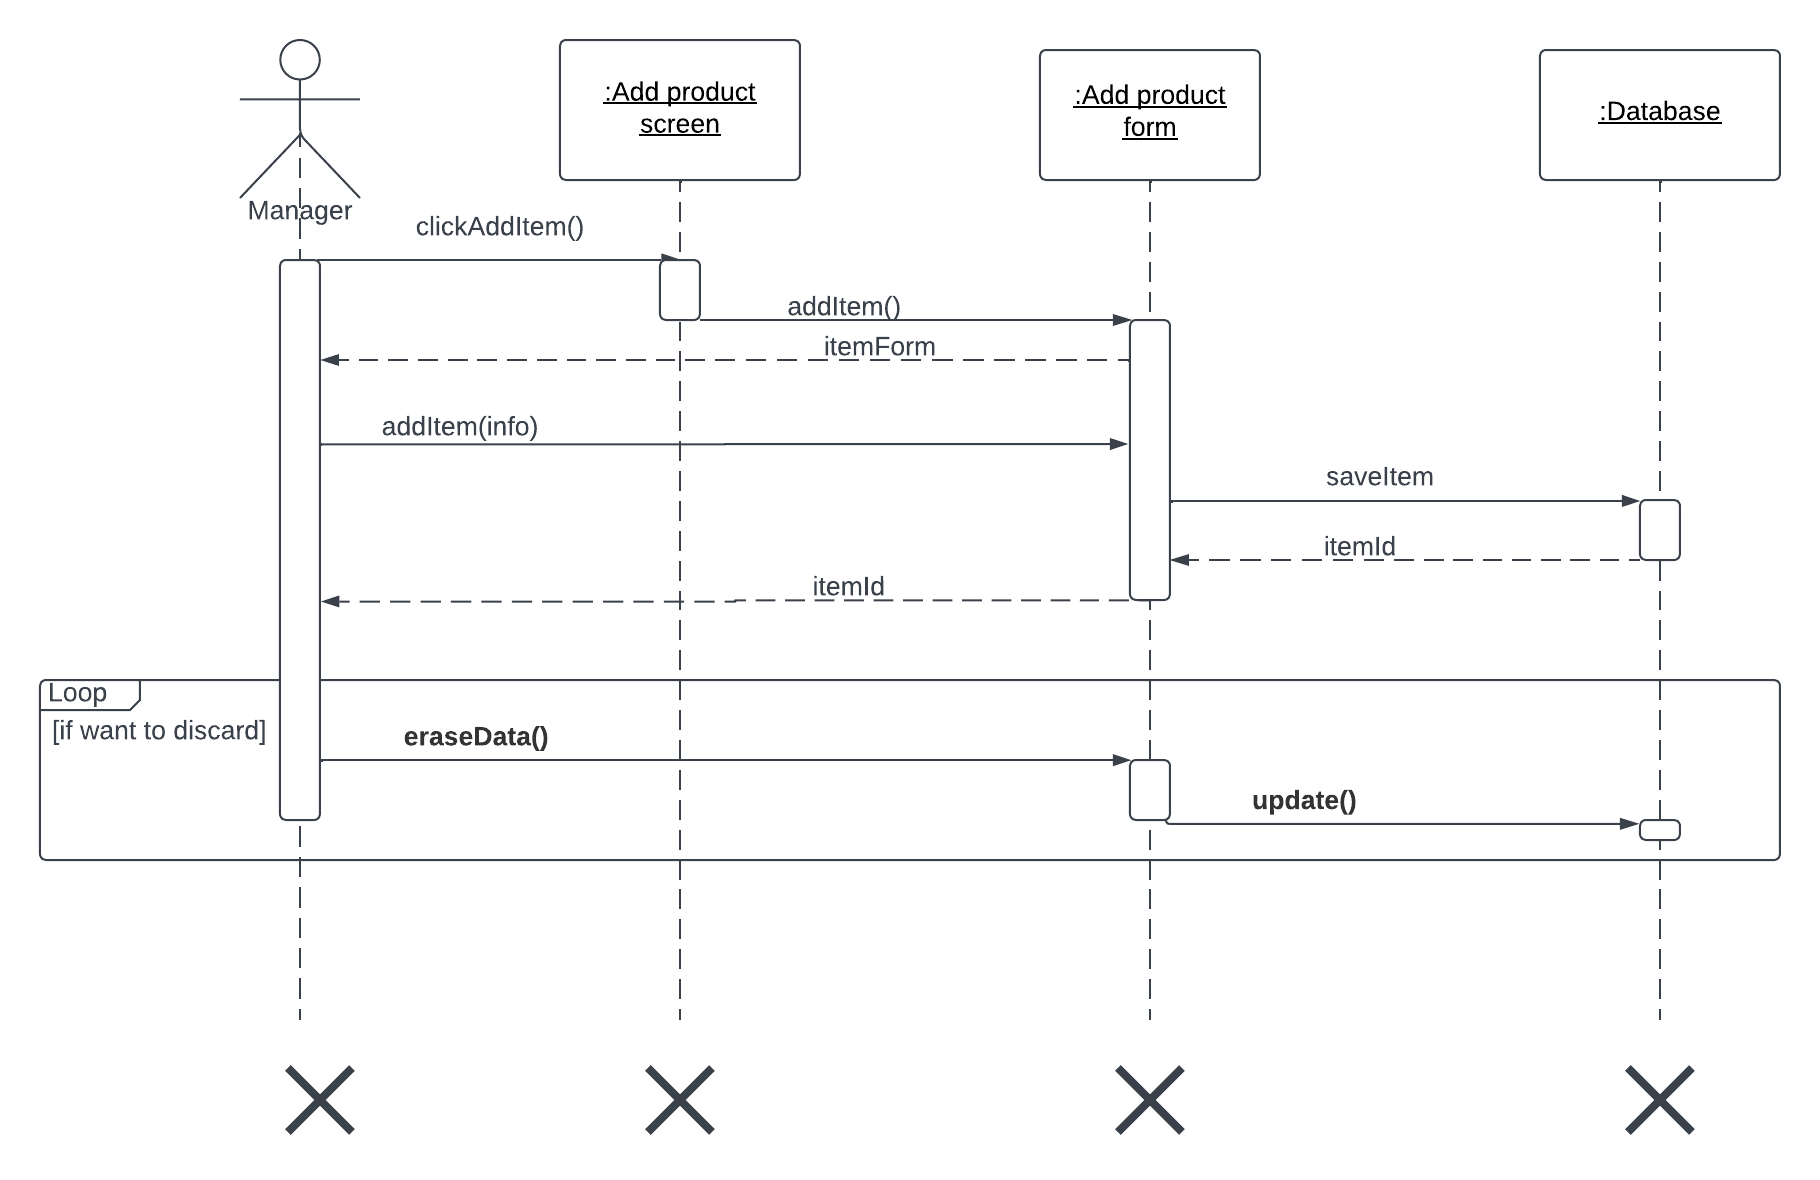 :Add product
screen
:Add product
form
:Database
Manager
clickAddItem()
addItem()
itemForm
addItem(info)
saveItem
itemId
itemId
Loop
[if want to discard]
eraseData()
update()